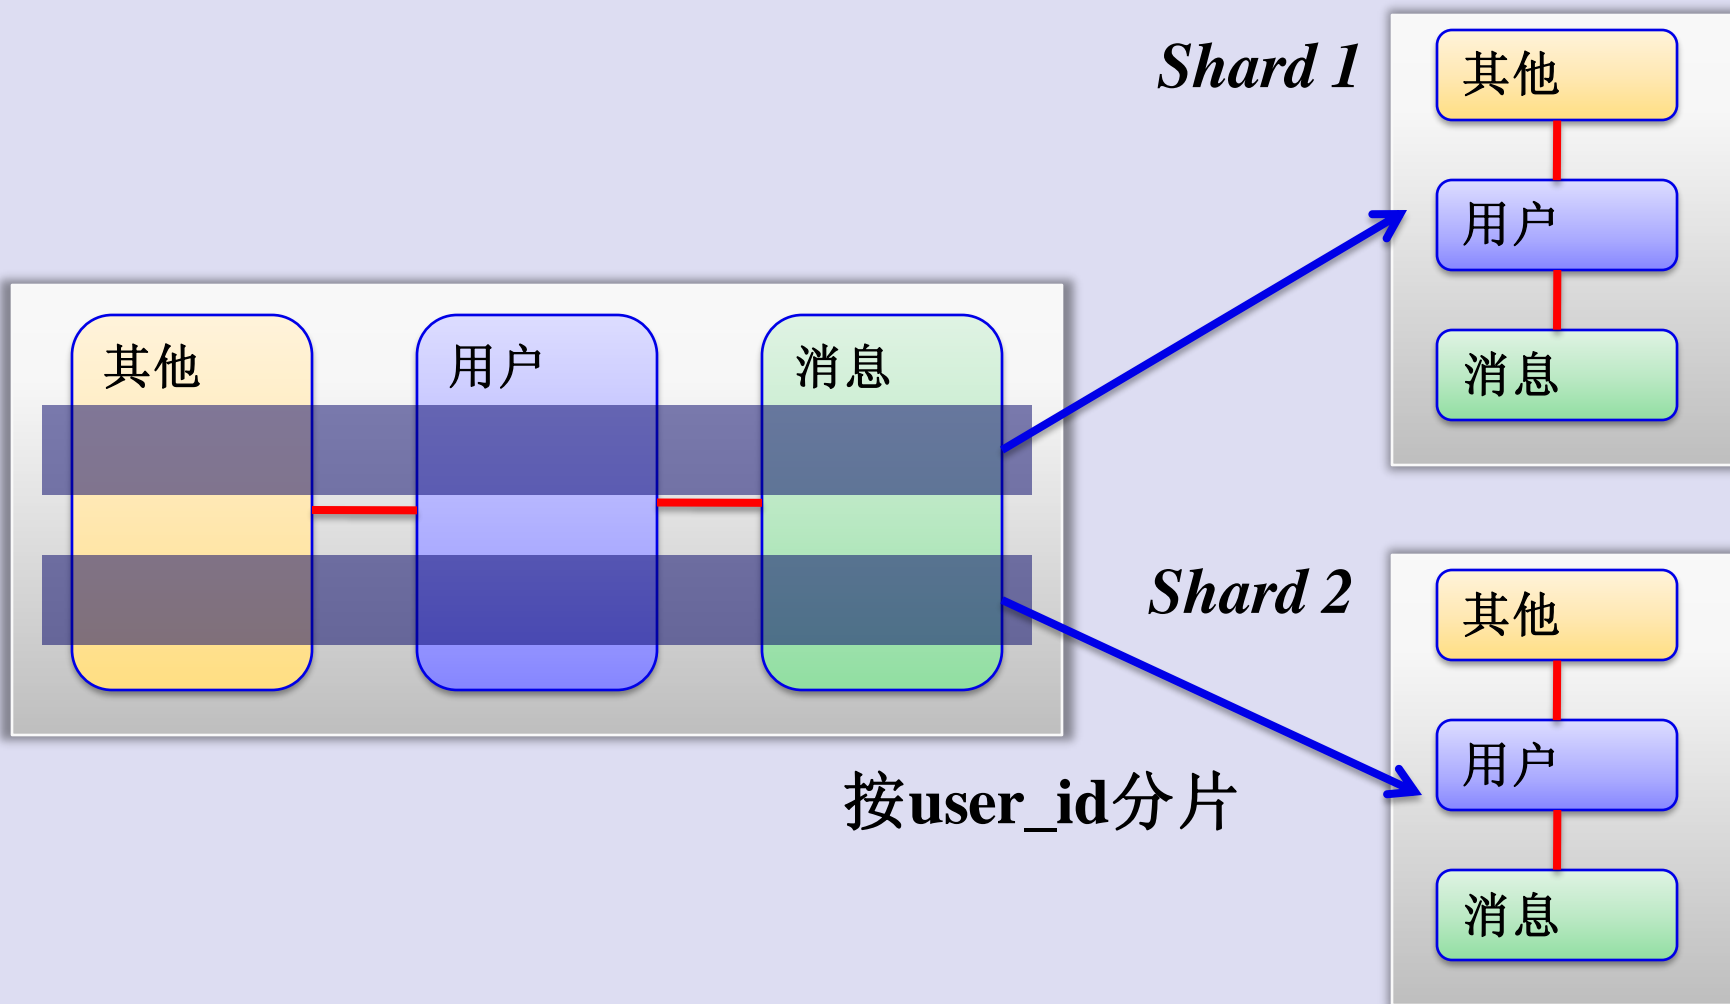 其他
用户
消息
按user_id分片
Shard 1
其他
用户
消息
Shard 2
其他
用户
消息